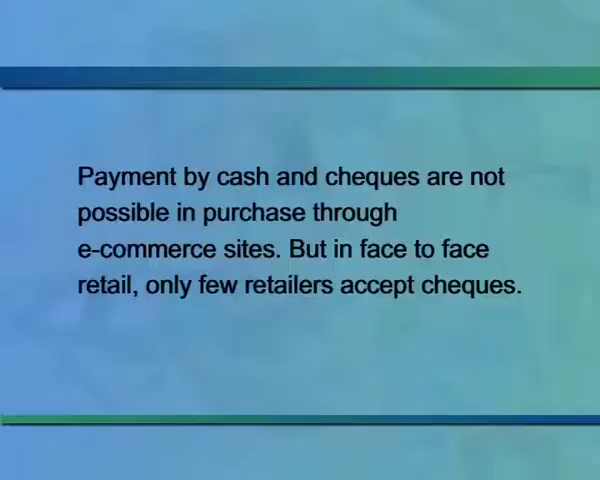 Payment by cash and cheques are not
possible in purchase through
e-commerce sites. But in face to face
retail, only few retailers accept cheques.